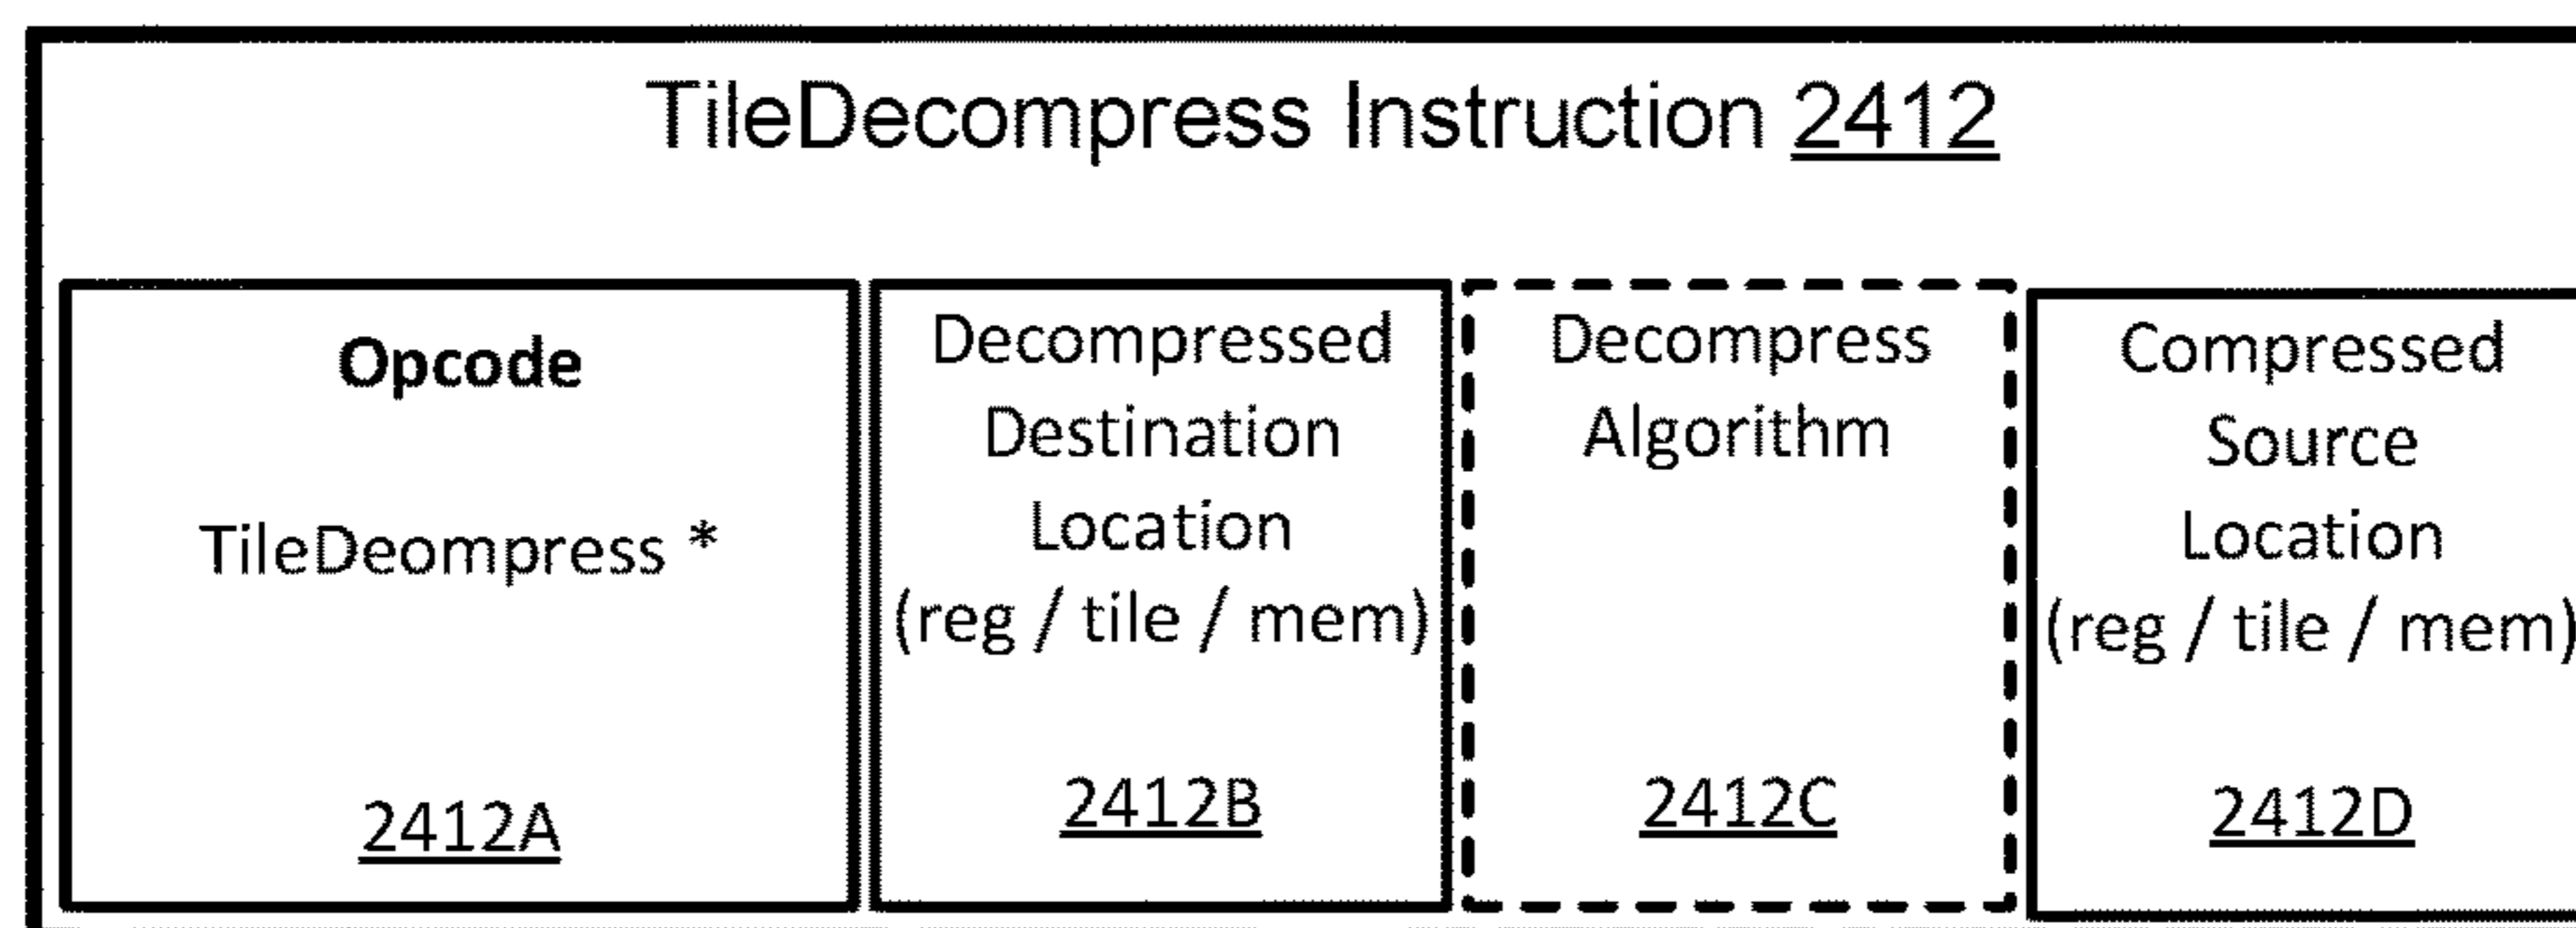 TileDecompress Instruction 2412
Opcode
TileDeompress *
2412A
Decompressed
Destination
Location
(reg / tile / mem)
2412B
Decompress
Algorithm
2412C
Compressed
Source
Location
(reg / tile / mem)
2412D